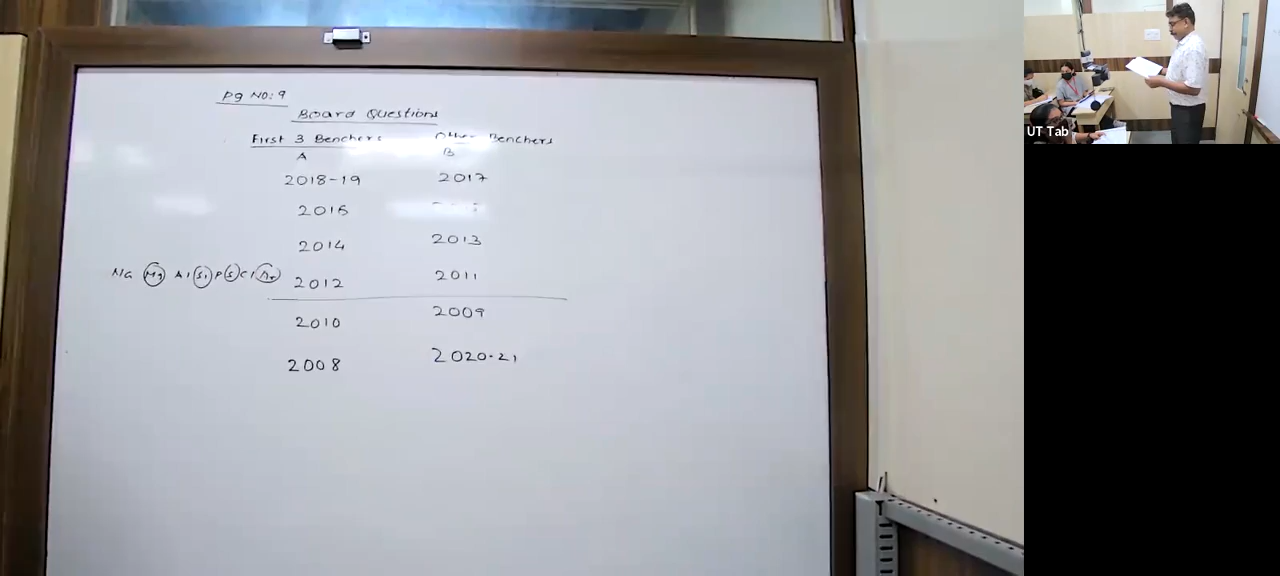 Pg No: 9
Board Questions
First 3 Benchers Other Benchers
A B
2018-19 2017
2016
2014 2013
Na Mg Al Si P S Cl Ar 2012 2011
2010 2009
2008 2020-21
UT Tab